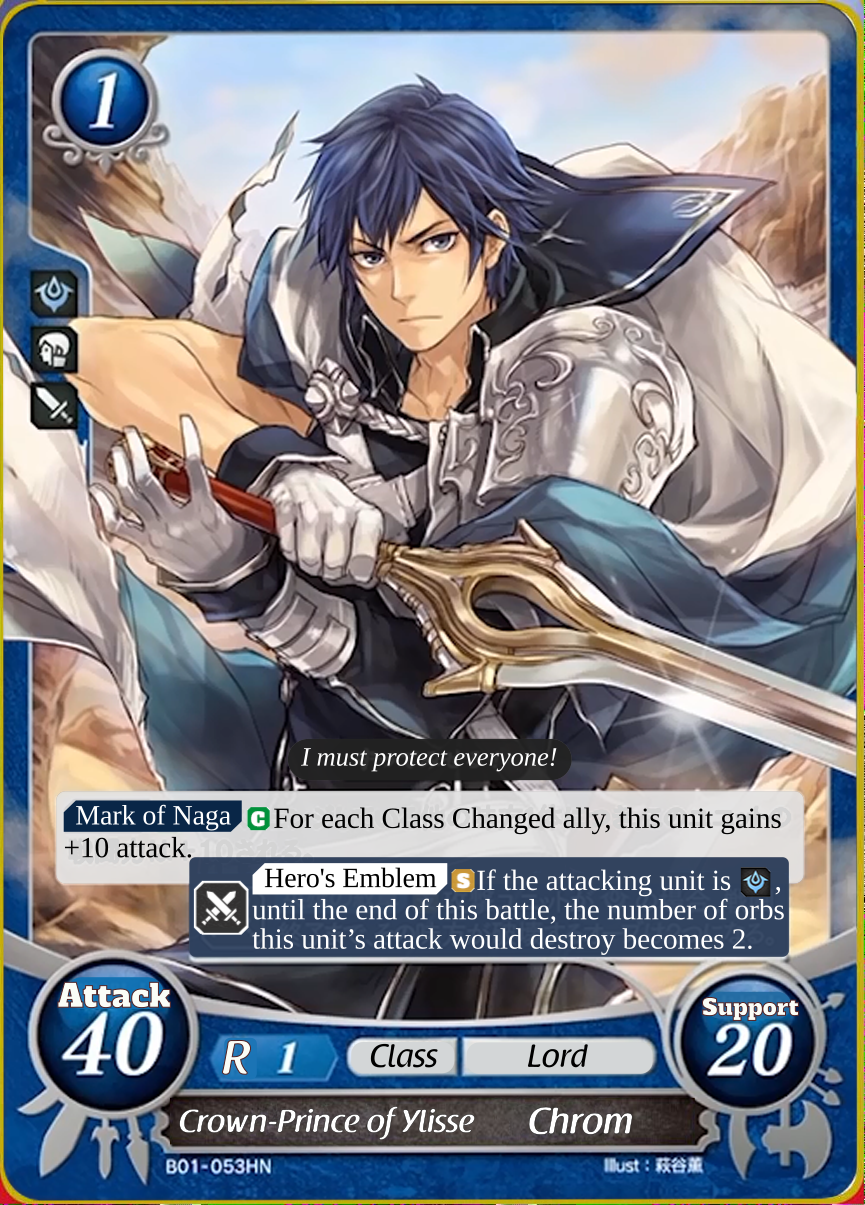 1
I must protect everyone!
Mark of Naga C For each Class Changed ally, this unit gains
+10 attack.
Hero's Emblem S If the attacking unit is ,
until the end of this battle, the number of orbs
this unit’s attack would destroy becomes 2.
Attack
40
R 1 Class Lord
Support
20
Crown-Prince of Ylisse Chrom
B01-053HN Illust：萩谷薫